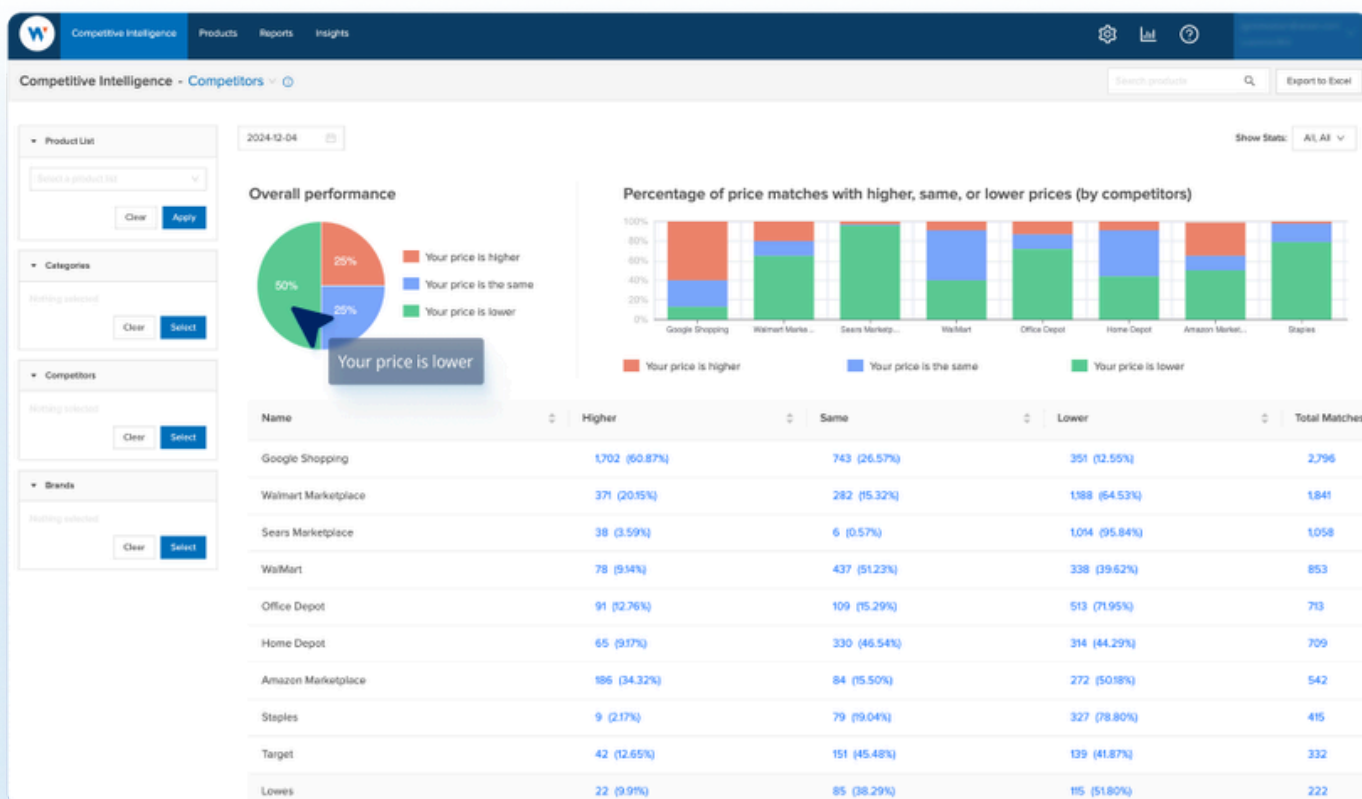 W
Competitive Intelligence Products Reports Insights
Competitive Intelligence - Competitors
Search products
Export to Excel
Product List
Select a product list
Clear Apply
Categories
Nothing selected
Clear Select
Competitors
Nothing selected
Clear Select
Brands
Nothing selected
Clear Select
2024-12-04
Show Stats: All, All
Overall performance
25%
50%
25%
Your price is higher
Your price is the same
Your price is lower
Your price is lower
Percentage of price matches with higher, same, or lower prices (by competitors)
100%
80%
60%
40%
20%
0%
Google Shopping Walmart Marke... Sears Marketp... WalMart Office Depot Home Depot Amazon Market... Staples
Your price is higher Your price is the same Your price is lower
Name Higher Same Lower Total Matches
Google Shopping 1,702 (60.87%) 743 (26.57%) 351 (12.55%) 2,796
Walmart Marketplace 371 (20.15%) 282 (15.32%) 1,188 (64.53%) 1,841
Sears Marketplace 38 (3.59%) 6 (0.57%) 1,014 (95.84%) 1,058
WalMart 78 (9.14%) 437 (51.23%) 338 (39.62%) 853
Office Depot 91 (12.76%) 109 (15.29%) 513 (71.95%) 713
Home Depot 65 (9.17%) 330 (46.54%) 314 (44.29%) 709
Amazon Marketplace 186 (34.32%) 84 (15.50%) 272 (50.18%) 542
Staples 9 (2.17%) 79 (19.04%) 327 (78.80%) 415
Target 42 (12.65%) 151 (45.48%) 139 (41.87%) 332
Lowes 22 (9.91%) 85 (38.29%) 115 (51.80%) 222